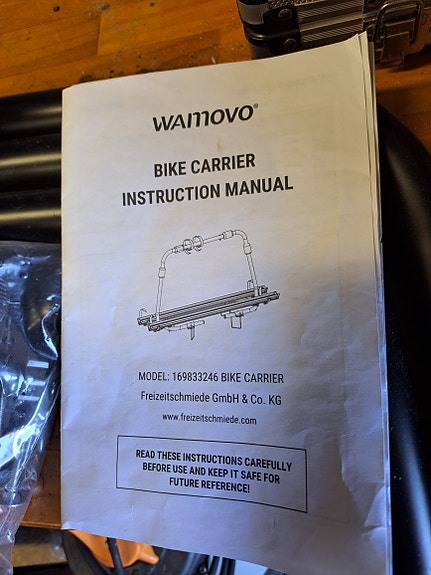 WAMOVO®
BIKE CARRIER
INSTRUCTION MANUAL
MODEL: 169833246 BIKE CARRIER
Freizeitschmiede GmbH & Co. KG
www.freizeitschmiede.com
READ THESE INSTRUCTIONS CAREFULLY
BEFORE USE AND KEEP IT SAFE FOR
FUTURE REFERENCE!